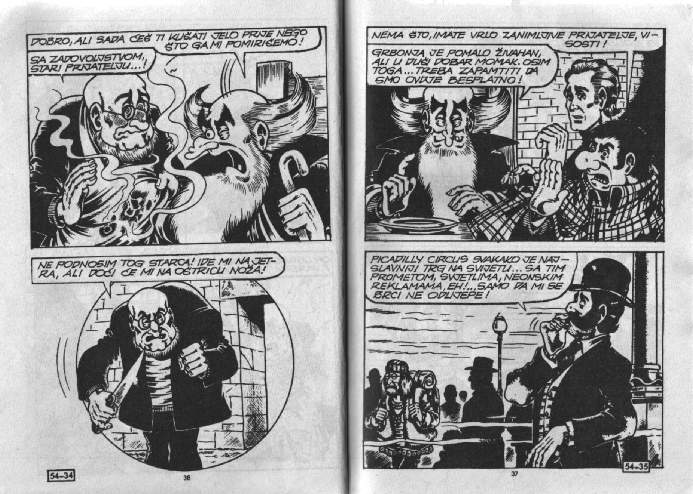 DOBRO, ALI SADA ĆEŠ TI KUŠATI JELO PRIJE NEGO
ŠTO GA MI POMIRIŠEMO!
SA ZADOVOLJSTVOM,
STARI PRIJATELJU...!
NE PODNOSIM TOG STARCA! IDE MI NA JET-
RA, ALI DOĆI ĆE MI NA OŠTRICU NOŽA!
54-34
36
NEMA ŠTO, IMATE VRLO ZANIMLJIVE PRIJATELJE, VI-
SOSTI!
GRBONJA JE POMALO ŽIVAHAN,
ALI U DUŠI DOBAR MOMAK. OSIM
TOGA... TREBA ZAPAMTITI DA
SMO OVDJE BESPLATNO!
PICADILLY CIRCUS SVAKAKO JE NAJ-
SLAVNIJI TRG NA SVIJETU... SA TIM
PROMETOM, SVJETLIMA, NEONSKIM
REKLAMAMA, EH!... SAMO DA MI SE
BRCI NE ODLIJEPE!
37
54-35